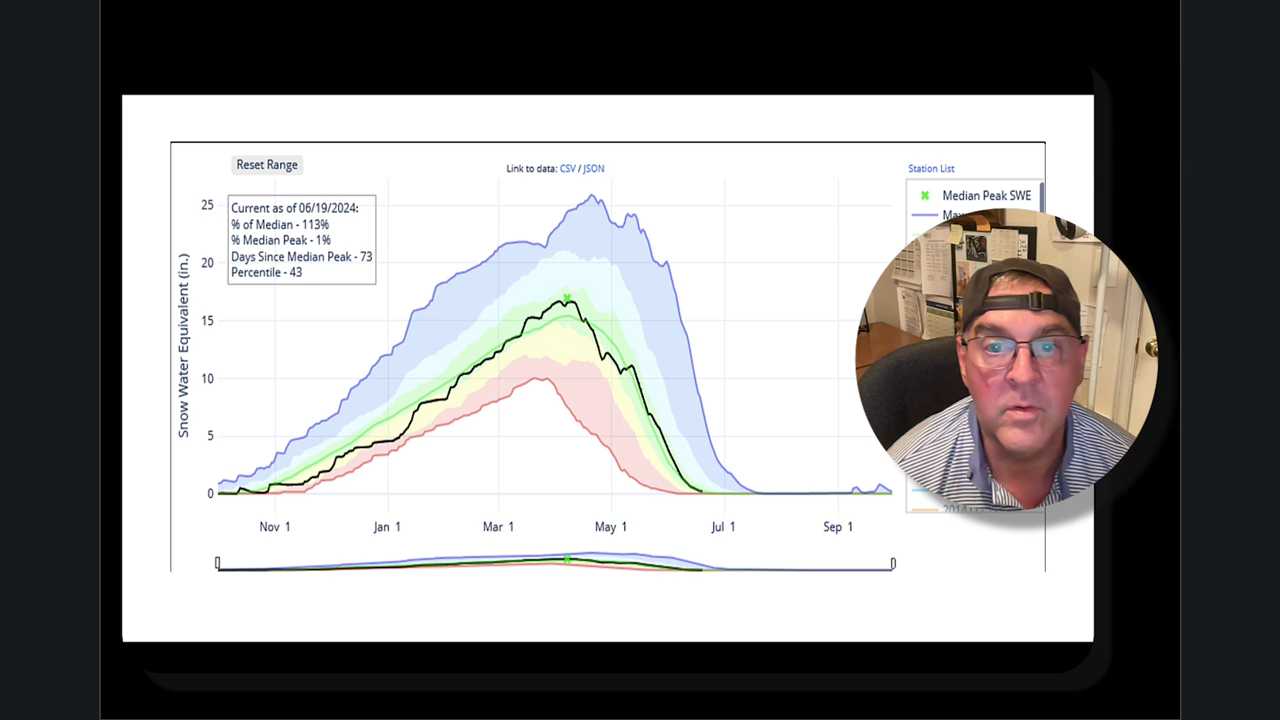 Reset Range
Link to data: CSV / JSON
Station List
Current as of 06/19/2024:
% of Median - 113%
% Median Peak - 1%
Days Since Median Peak - 73
Percentile - 43
Median Peak SWE
Snow Water Equivalent (in.)
25
20
15
10
5
0
Nov 1
Jan 1
Mar 1
May 1
Jul 1
Sep 1